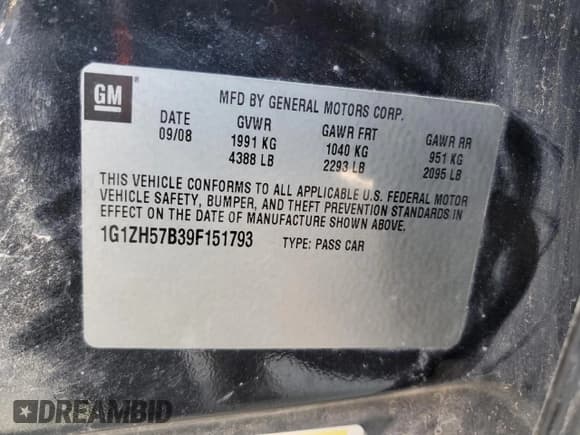 GM ®
MFD BY GENERAL MOTORS CORP.
DATE GVWR GAWR FRT GAWR RR
09/08 1991 KG 1040 KG 951 KG
4388 LB 2293 LB 2095 LB
THIS VEHICLE CONFORMS TO ALL APPLICABLE U.S. FEDERAL MOTOR
VEHICLE SAFETY, BUMPER, AND THEFT PREVENTION STANDARDS IN
EFFECT ON THE DATE OF MANUFACTURE SHOWN ABOVE.
1G1ZH57B39F151793 TYPE: PASS CAR
DREAMBID